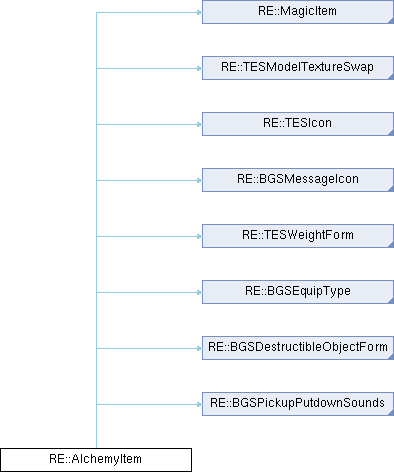 RE::MagicItem
RE::TESModelTextureSwap
RE::TESIcon
RE::BGSMessageIcon
RE::TESWeightForm
RE::BGSEquipType
RE::BGSDestructibleObjectForm
RE::BGSPickupPutdownSounds
RE::AlchemyItem